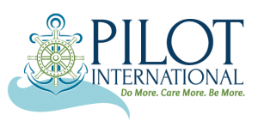 PILOT
INTERNATIONAL
Do More. Care More. Be More.